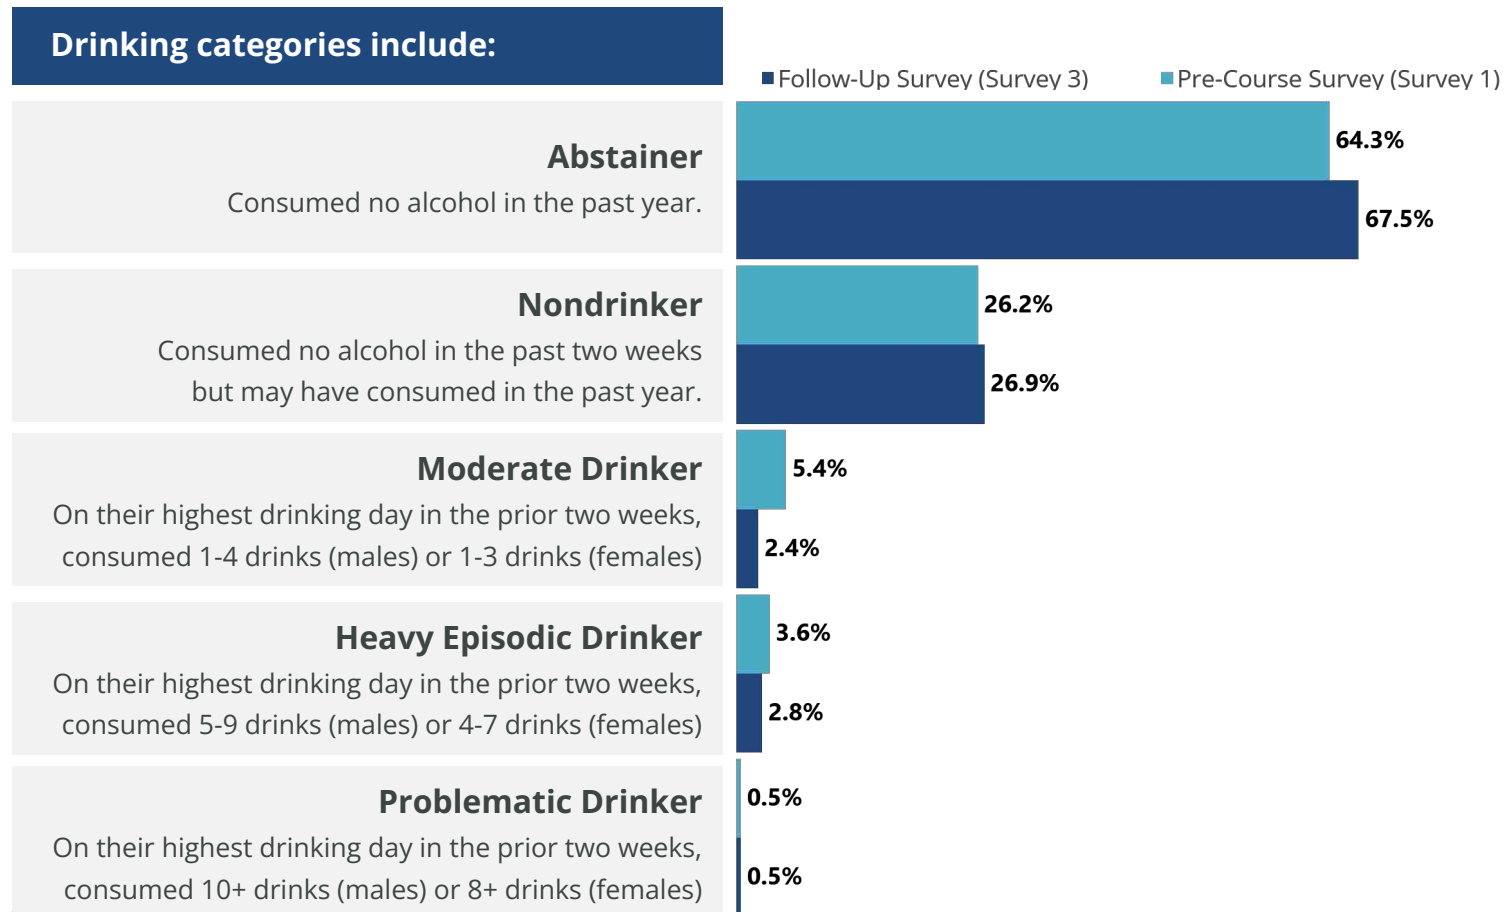 Drinking categories include:
Follow-Up Survey (Survey 3) Pre-Course Survey (Survey 1)
Abstainer
Consumed no alcohol in the past year.
64.3%
67.5%
Nondrinker
Consumed no alcohol in the past two weeks
but may have consumed in the past year.
26.2%
26.9%
Moderate Drinker
On their highest drinking day in the prior two weeks,
consumed 1-4 drinks (males) or 1-3 drinks (females)
5.4%
2.4%
Heavy Episodic Drinker
On their highest drinking day in the prior two weeks,
consumed 5-9 drinks (males) or 4-7 drinks (females)
3.6%
2.8%
Problematic Drinker
On their highest drinking day in the prior two weeks,
consumed 10+ drinks (males) or 8+ drinks (females)
0.5%
0.5%